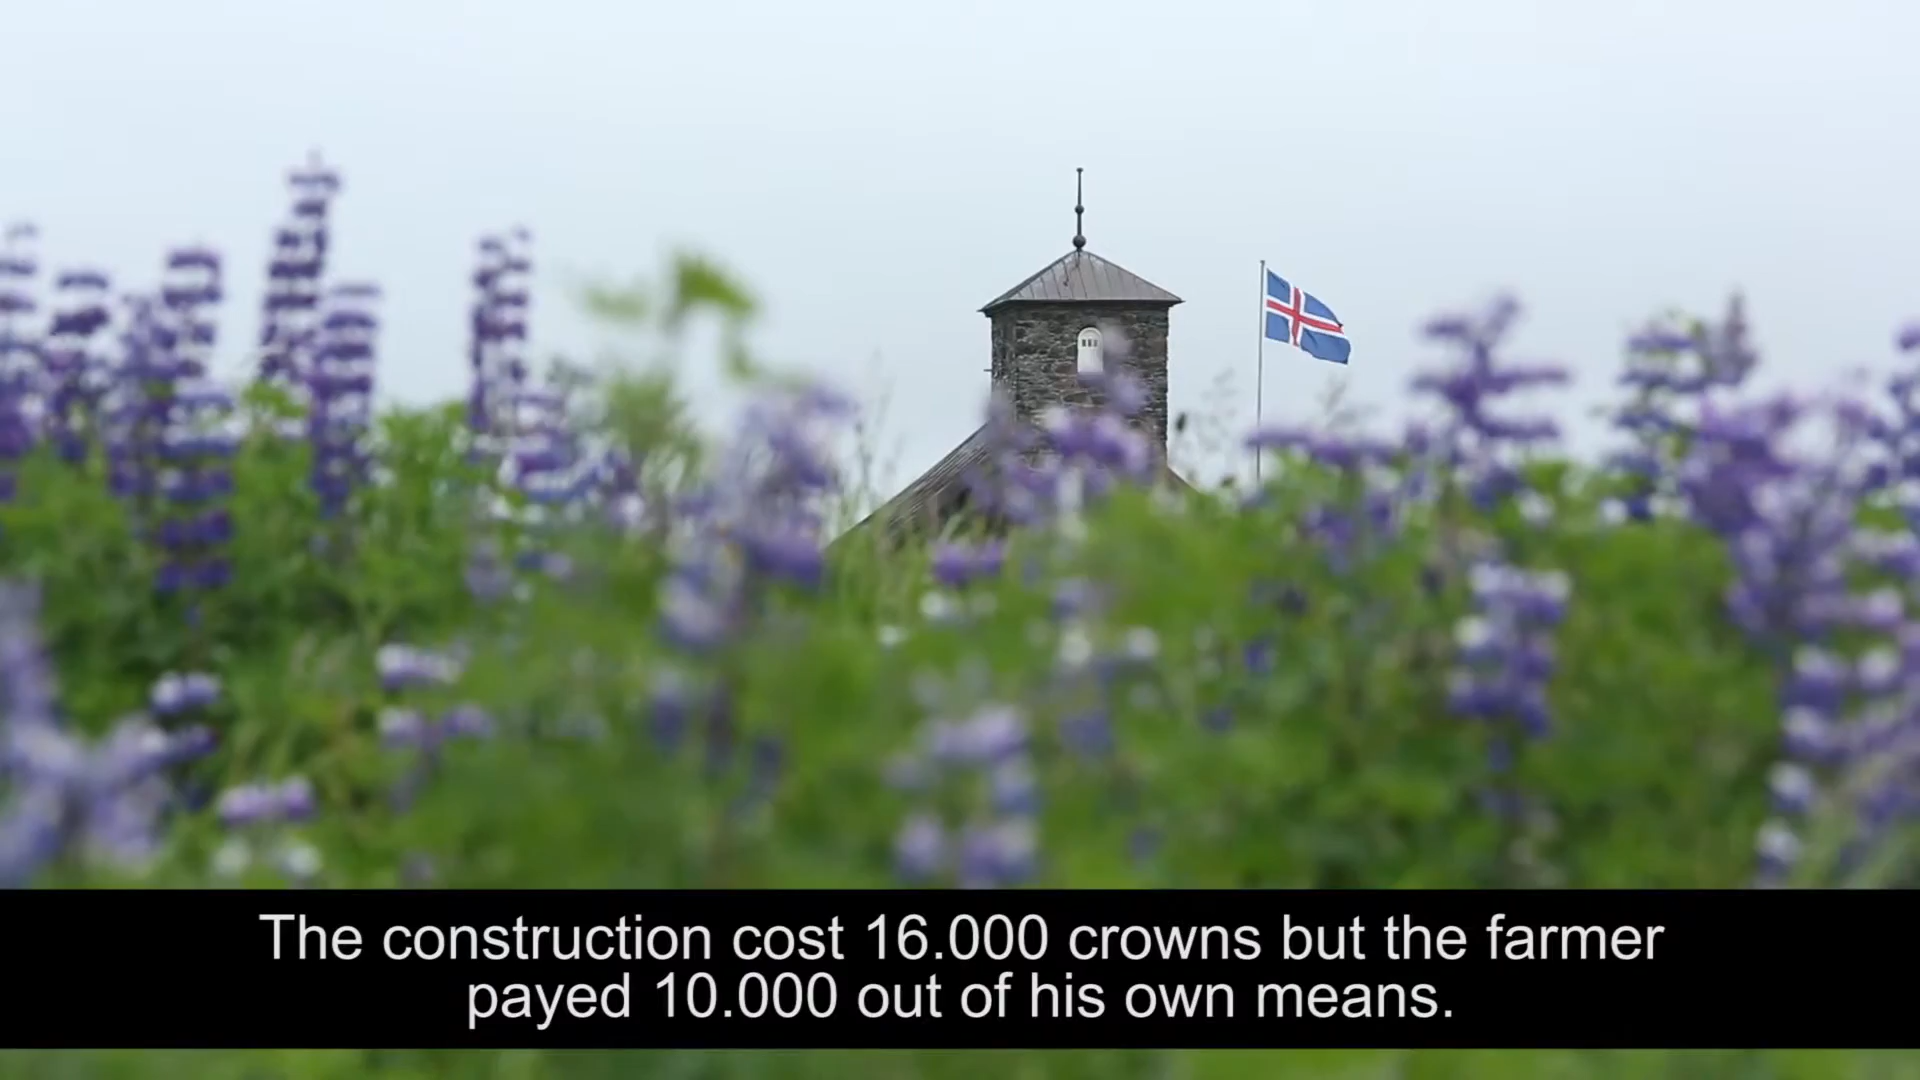 The construction cost 16.000 crowns but the farmer
payed 10.000 out of his own means.